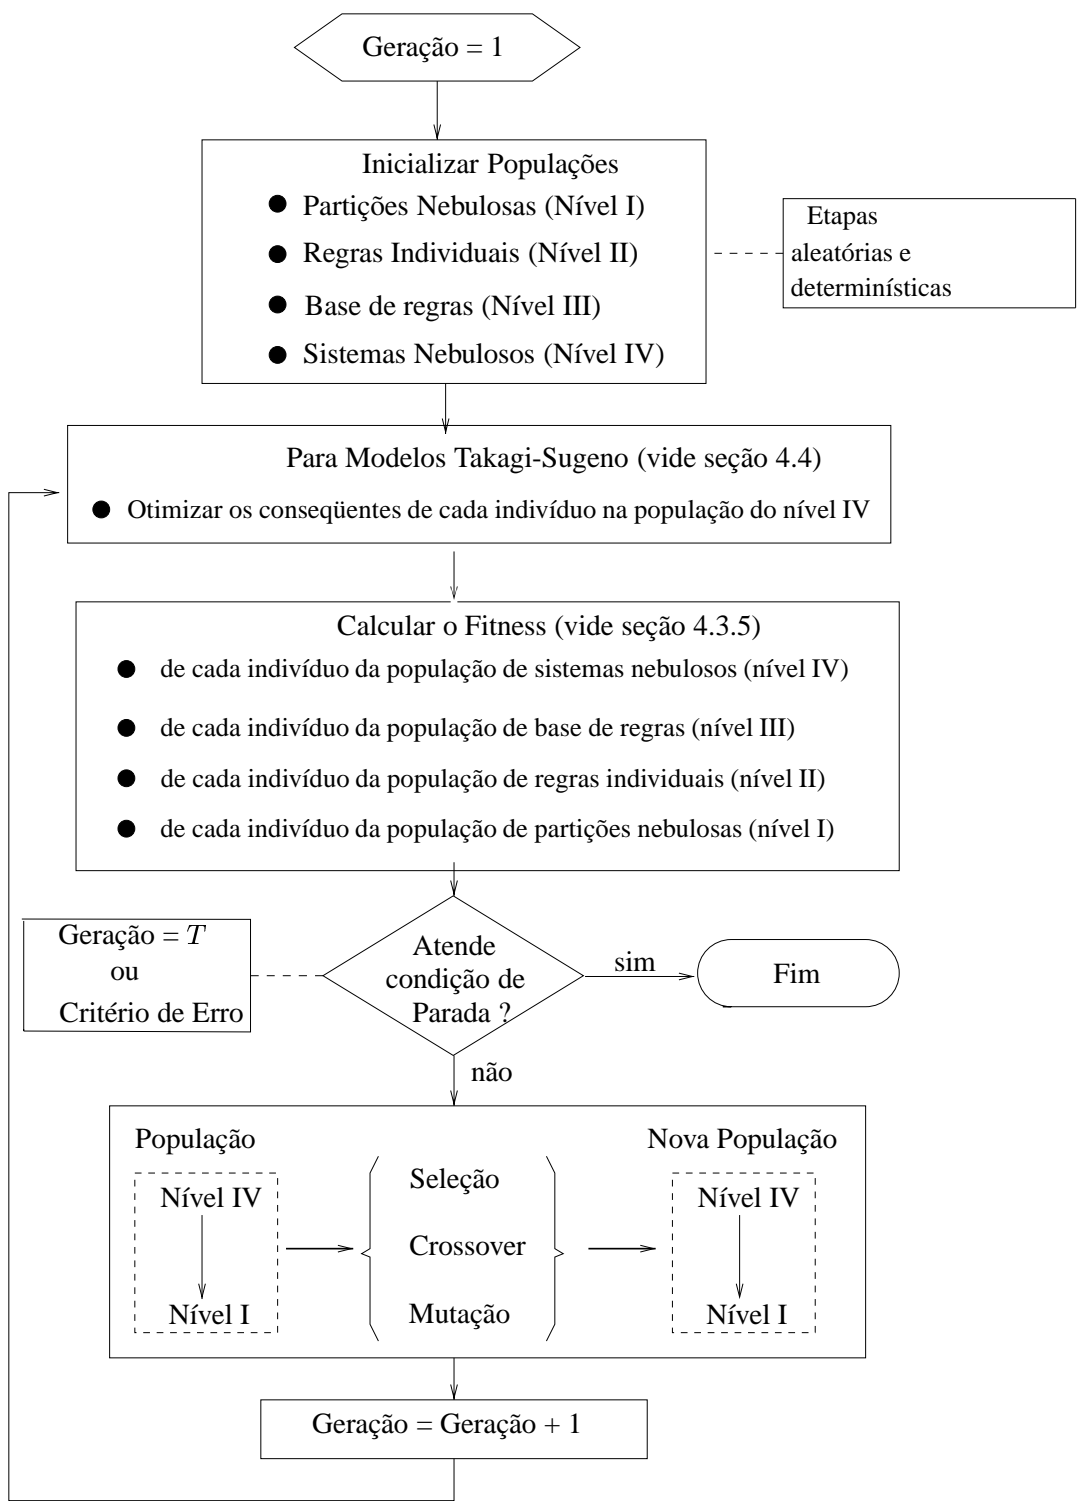 Geração = 1
Inicializar Populações
● Partições Nebulosas (Nível I)
● Regras Individuais (Nível II)
● Base de regras (Nível III)
● Sistemas Nebulosos (Nível IV)
Etapas
aleatórias e
determinísticas
Para Modelos Takagi-Sugeno (vide seção 4.4)
● Otimizar os conseqüentes de cada indivíduo na população do nível IV
Calcular o Fitness (vide seção 4.3.5)
● de cada indivíduo da população de sistemas nebulosos (nível IV)
● de cada indivíduo da população de base de regras (nível III)
● de cada indivíduo da população de regras individuais (nível II)
● de cada indivíduo da população de partições nebulosas (nível I)
Geração = T
ou
Critério de Erro
Atende
condição de
Parada ?
sim
Fim
não
População
Nível IV
Nível I
Seleção
Crossover
Mutação
Nova População
Nível IV
Nível I
Geração = Geração + 1